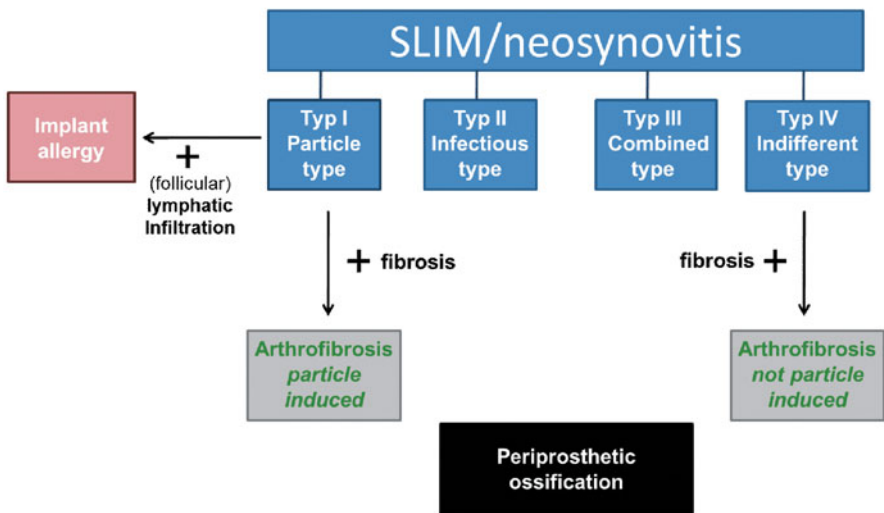 SLIM/neosynovitis
Implant
allergy
+
(follicular)
lymphatic
Infiltration
Typ I
Particle
type
Typ II
Infectious
type
Typ III
Combined
type
Typ IV
Indifferent
type
+ fibrosis
fibrosis +
Arthrofibrosis
particle
induced
Arthrofibrosis
not particle
induced
Periprosthetic
ossification